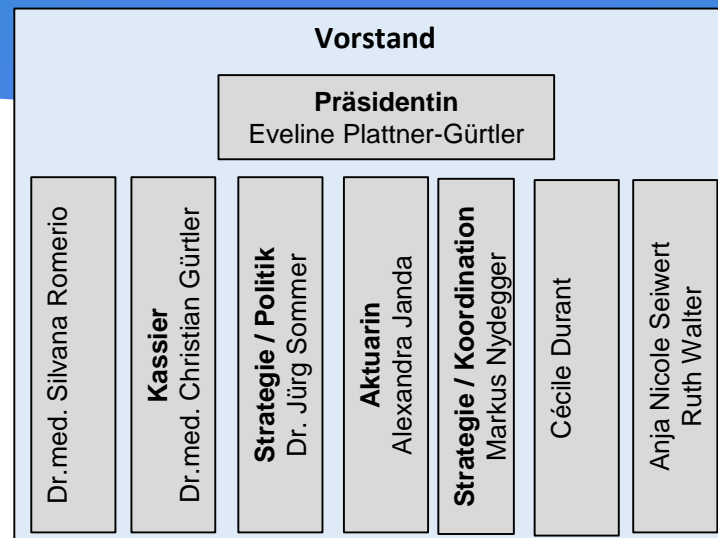 Vorstand
Präsidentin
Eveline Plattner-Gürtler
Dr.med. Silvana Romerio
Kassier
Dr.med. Christian Gürtler
Strategie / Politik
Dr. Jürg Sommer
Aktuarin
Alexandra Janda
Strategie / Koordination
Markus Nydegger
Cécile Durant
Anja Nicole Seiwert
Ruth Walter